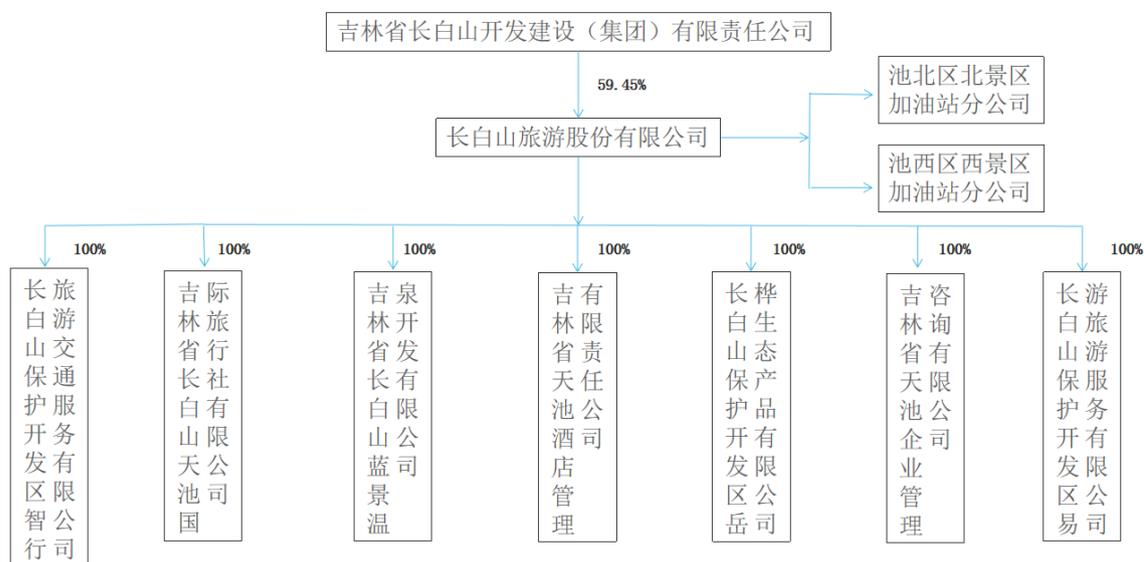 吉林省长白山开发建设（集团）有限责任公司
59.45%
池北区北景区
加油站分公司
长白山旅游股份有限公司
池西区西景区
加油站分公司
100%
100%
100%
100%
100%
100%
100%
长白山保护开发区智行
旅游交通服务有限公司
吉林省长白山天池国
际旅行社有限公司
吉林省长白山蓝景温
泉开发有限公司
吉林省天池酒店管理
有限责任公司
长白山保护开发区岳
桦生态产品有限公司
吉林省天池企业管理
咨询有限公司
长白山保护开发区易
游旅游服务有限公司